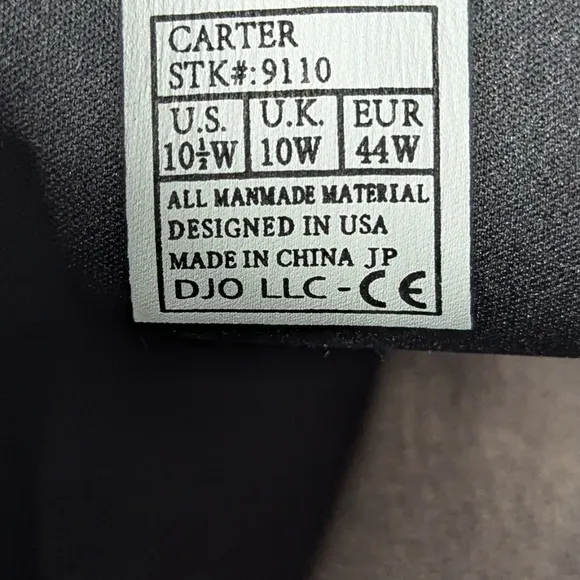 CARTER
STK#:9110
U.S. U.K. EUR
10½W 10W 44W
ALL MANMADE MATERIAL
DESIGNED IN USA
MADE IN CHINA JP
DJO LLC - CE